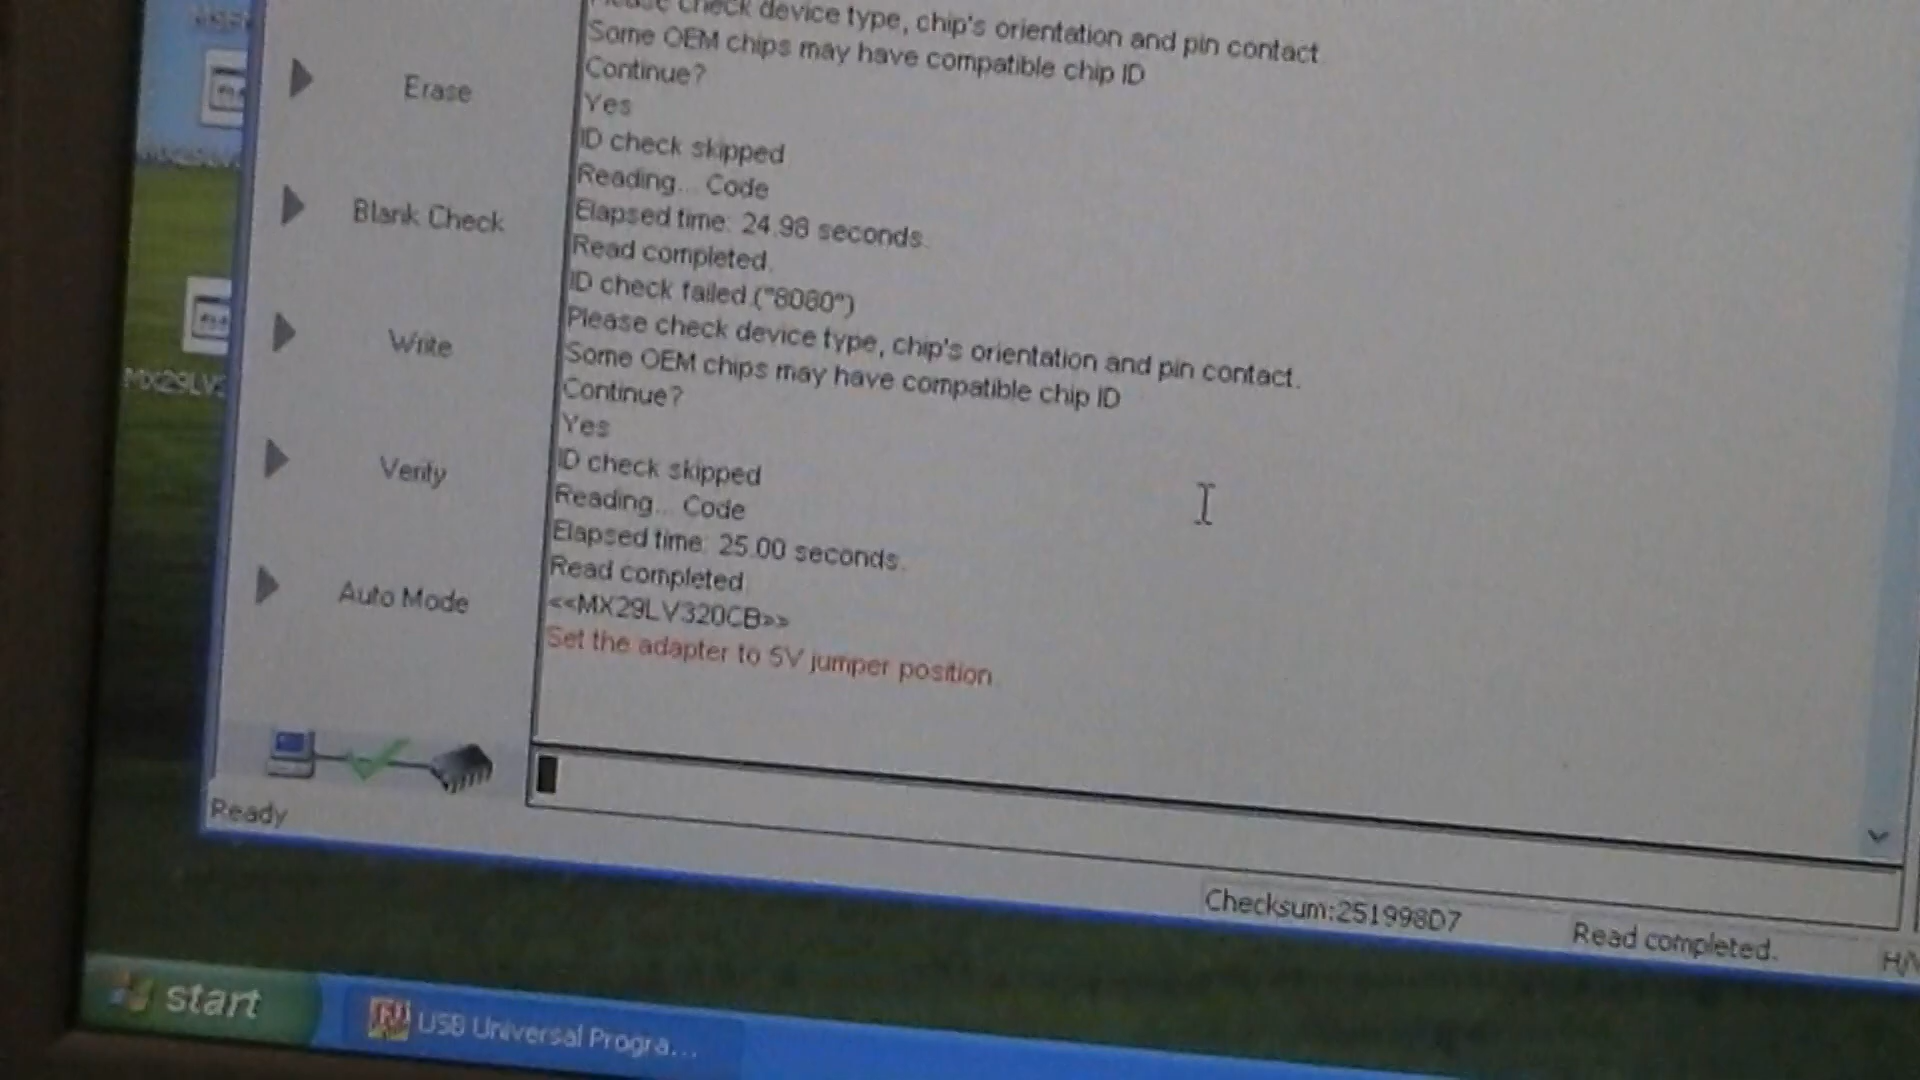 Please check device type, chip's orientation and pin contact
Some OEM chips may have compatible chip ID
Continue?
Yes
ID check skipped
Reading... Code
Elapsed time: 24.98 seconds.
Read completed.
ID check failed.("8080")
Please check device type, chip's orientation and pin contact.
Some OEM chips may have compatible chip ID
Continue?
Yes
ID check skipped
Reading... Code
Elapsed time: 25.00 seconds.
Read completed
<<MX29LV320CB>>
Set the adapter to 5V jumper position
Erase
Blank Check
Write
Verify
Auto Mode
MX29LV3
Ready
Checksum:251998D7
Read completed.
H/
start
USB Universal Progra...